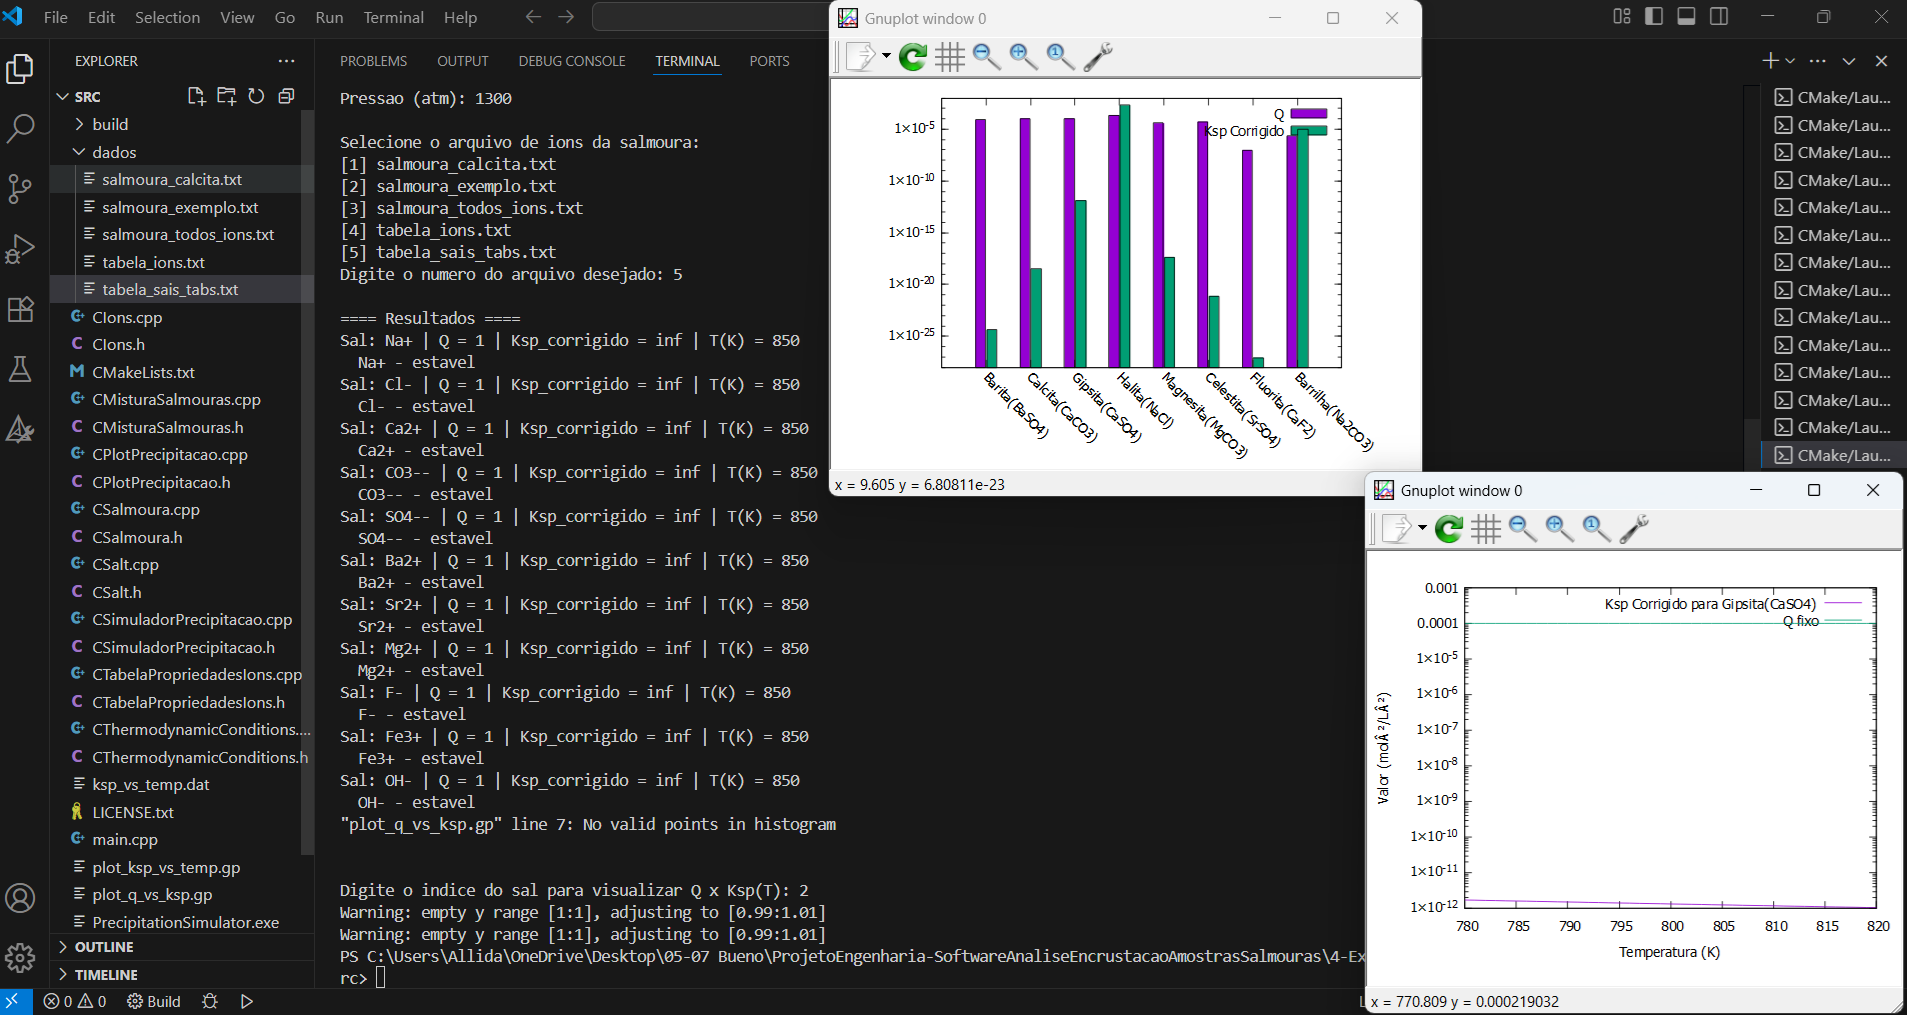 File Edit Selection View Go Run Terminal Help
EXPLORER
SRC
build
dados
salmoura_calcita.txt
salmoura_exemplo.txt
salmoura_todos_ions.txt
tabela_ions.txt
tabela_sais_tabs.txt
CIons.cpp
CIons.h
CMakeLists.txt
CMisturaSalmouras.cpp
CMisturaSalmouras.h
CPlotPrecipitacao.cpp
CPlotPrecipitacao.h
CSalmoura.cpp
CSalmoura.h
CSalt.cpp
CSalt.h
CSimuladorPrecipitacao.cpp
CSimuladorPrecipitacao.h
CTabelaPropriedadesIons.cpp
CTabelaPropriedadesIons.h
CThermodynamicConditions....
CThermodynamicConditions.h
ksp_vs_temp.dat
LICENSE.txt
main.cpp
plot_ksp_vs_temp.gp
plot_q_vs_ksp.gp
PrecipitationSimulator.exe
OUTLINE
TIMELINE
0 0 Build
PROBLEMS OUTPUT DEBUG CONSOLE TERMINAL PORTS
Pressao (atm): 1300
Selecione o arquivo de ions da salmoura:
[1] salmoura_calcita.txt
[2] salmoura_exemplo.txt
[3] salmoura_todos_ions.txt
[4] tabela_ions.txt
[5] tabela_sais_tabs.txt
Digite o numero do arquivo desejado: 5
==== Resultados ====
Sal: Na+ | Q = 1 | Ksp_corrigido = inf | T(K) = 850
Na+ - estavel
Sal: Cl- | Q = 1 | Ksp_corrigido = inf | T(K) = 850
Cl- - estavel
Sal: Ca2+ | Q = 1 | Ksp_corrigido = inf | T(K) = 850
Ca2+ - estavel
Sal: CO3-- | Q = 1 | Ksp_corrigido = inf | T(K) = 850
CO3-- - estavel
Sal: SO4-- | Q = 1 | Ksp_corrigido = inf | T(K) = 850
SO4-- - estavel
Sal: Ba2+ | Q = 1 | Ksp_corrigido = inf | T(K) = 850
Ba2+ - estavel
Sal: Sr2+ | Q = 1 | Ksp_corrigido = inf | T(K) = 850
Sr2+ - estavel
Sal: Mg2+ | Q = 1 | Ksp_corrigido = inf | T(K) = 850
Mg2+ - estavel
Sal: F- | Q = 1 | Ksp_corrigido = inf | T(K) = 850
F- - estavel
Sal: Fe3+ | Q = 1 | Ksp_corrigido = inf | T(K) = 850
Fe3+ - estavel
Sal: OH- | Q = 1 | Ksp_corrigido = inf | T(K) = 850
OH- - estavel
"plot_q_vs_ksp.gp" line 7: No valid points in histogram
Digite o indice do sal para visualizar Q x Ksp(T): 2
Warning: empty y range [1:1], adjusting to [0.99:1.01]
Warning: empty y range [1:1], adjusting to [0.99:1.01]
PS C:\Users\Allida\OneDrive\Desktop\05-07 Bueno\ProjetoEngenharia-SoftwareAnaliseEncrustacaoAmostrasSalmouras\4-Ex
rc>
Gnuplot window 0
Q
Ksp Corrigido
1×10-5
1×10-10
1×10-15
1×10-20
1×10-25
Barita(BaSO4)
Calcita(CaCO3)
Gipsita(CaSO4)
Halita(NaCl)
Magnesita(MgCO3)
Celestita(SrSO4)
Fluorita(CaF2)
Barrilha(Na2CO3)
x = 9.605 y = 6.80811e-23
CMake/Lau...
CMake/Lau...
CMake/Lau...
CMake/Lau...
CMake/Lau...
CMake/Lau...
CMake/Lau...
CMake/Lau...
CMake/Lau...
CMake/Lau...
CMake/Lau...
CMake/Lau...
CMake/Lau...
CMake/Lau...
Gnuplot window 0
Ksp Corrigido para Gipsita(CaSO4)
Q fixo
0.001
0.0001
1×10-5
1×10-6
1×10-7
1×10-8
1×10-9
1×10-10
1×10-11
1×10-12
Valor (molÂ²/LÂ²)
780 785 790 795 800 805 810 815 820
Temperatura (K)
x = 770.809 y = 0.000219032